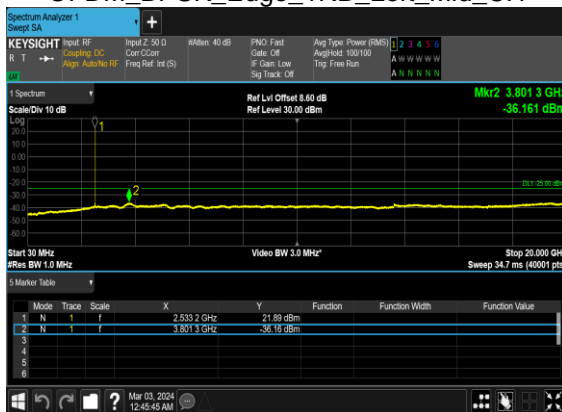 Spectrum Analyzer 1
Swept SA
+
KEYSIGHT Input: RF Input Z: 50 Ω #Atten: 40 dB PNO: Fast Avg Type: Power (RMS) 1 2 3 4 5 6
R T Coupling: DC Corr CCorr Gate: Off Avg|Hold: 100/100 A W W W W W
Align: Auto/No RF Freq Ref: Int (S) IF Gain: Low Trig: Free Run
Sig Track: Off A N N N N N
1 Spectrum Ref Lvl Offset 8.60 dB Mkr2 3.801 3 GHz
Scale/Div 10 dB Ref Level 30.00 dBm -36.161 dBm
Log
1
20.0
10.0
0.00
-10.0
-20.0
2
-30.0
-40.0
-50.0
-60.0
Start 30 MHz Video BW 3.0 MHz* Stop 20.000 GHz
#Res BW 1.0 MHz Sweep 34.7 ms (40001 pts)
5 Marker Table
Mode Trace Scale X Y Function Function Width Function Value
1 N 1 f 2.533 2 GHz 21.89 dBm
2 N 1 f 3.801 3 GHz -36.16 dBm
3
4
5
6
? Mar 03, 2024
12:45:45 AM